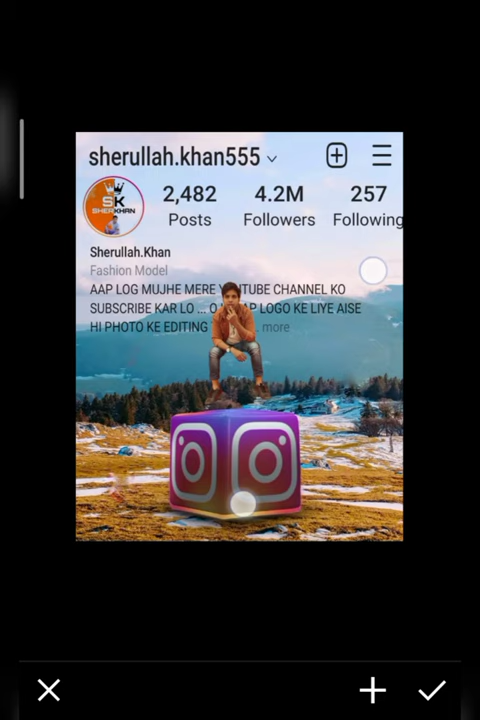 sherullah.khan555
2,482 4.2M 257
Posts Followers Following
SK
SHERKHAN
Sherullah.Khan
Fashion Model
AAP LOG MUJHE MERE TUBE CHANNEL KO
SUBSCRIBE KAR LO ... AP LOGO KE LIYE AISE
HI PHOTO KE EDITING more